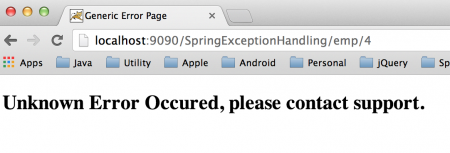 Generic Error Page
localhost:9090/SpringExceptionHandling/emp/4
Apps Java Utility Apple Android Personal jQuery Sp
Unknown Error Occured, please contact support.